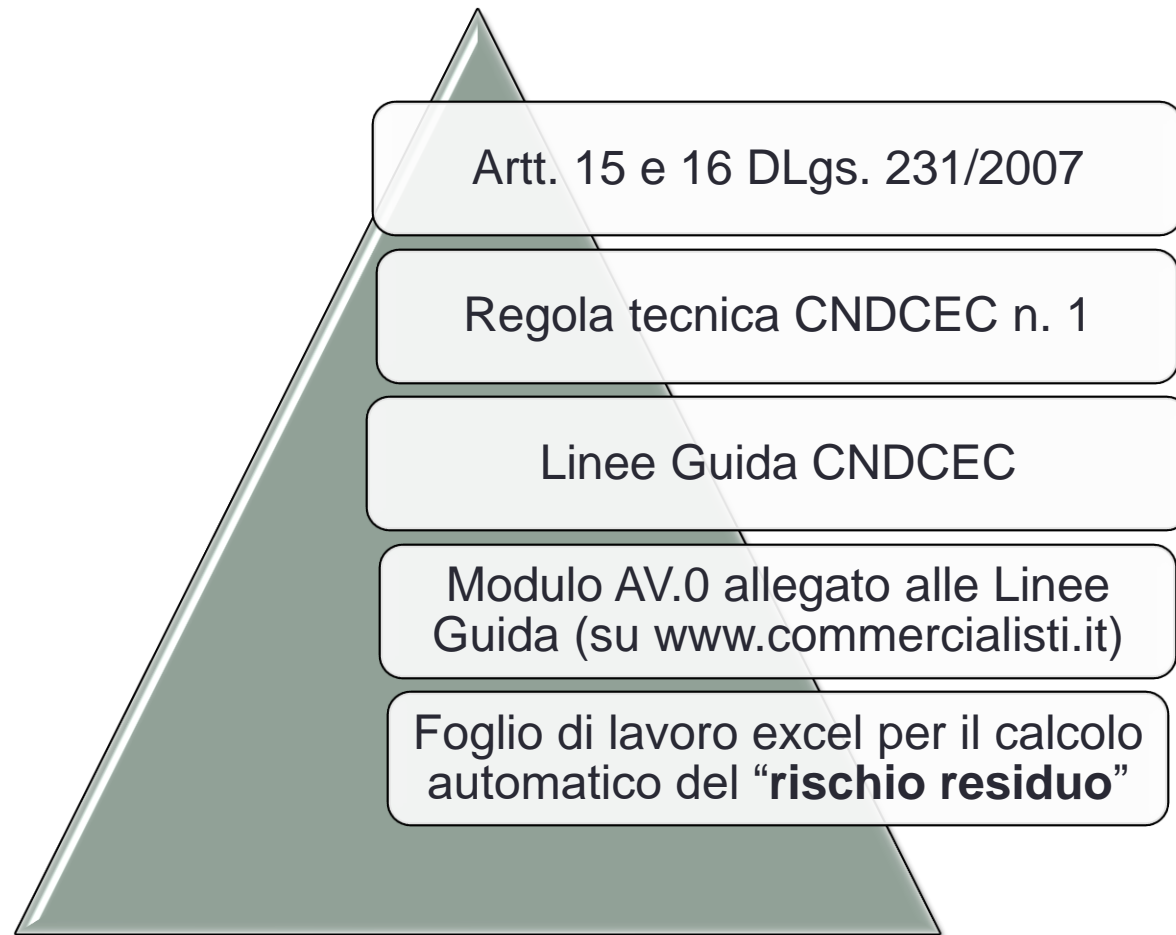 Artt. 15 e 16 DLgs. 231/2007
Regola tecnica CNDCEC n. 1
Linee Guida CNDCEC
Modulo AV.0 allegato alle Linee
Guida (su www.commercialisti.it)
Foglio di lavoro excel per il calcolo
automatico del “rischio residuo”